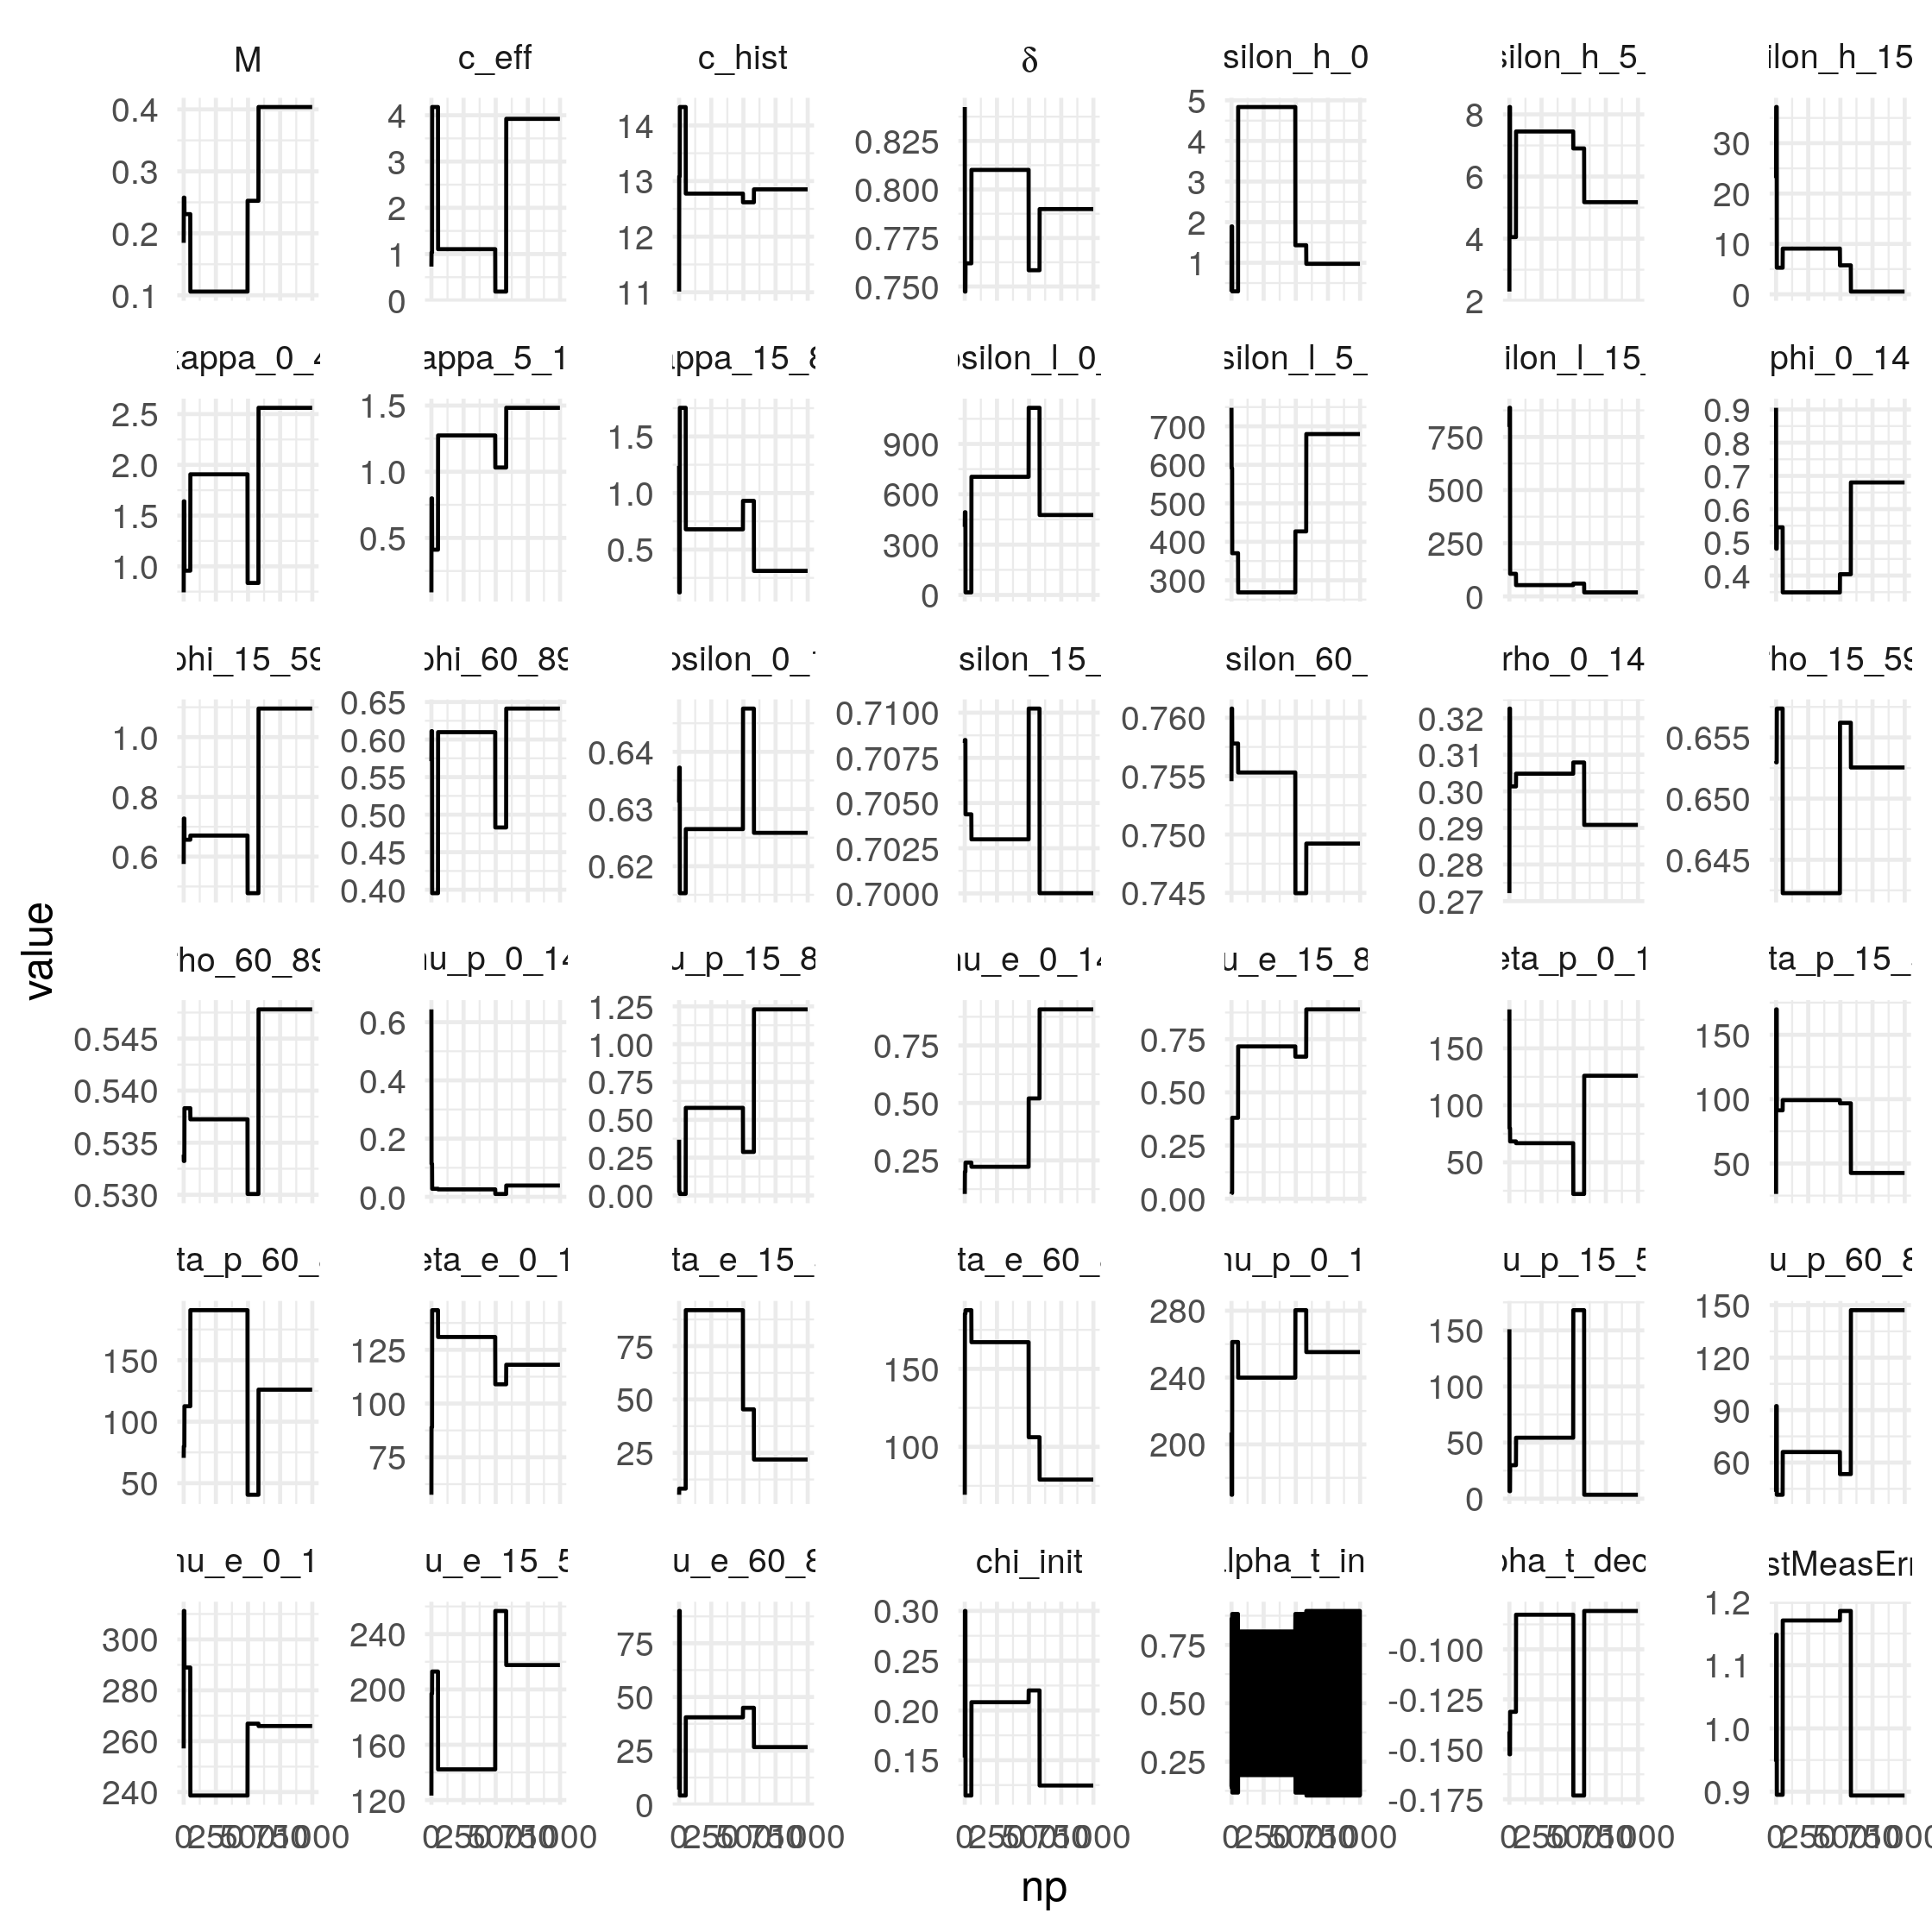 M c_eff c_hist δ silon_h_0 silon_h_5_ ilon_h_15
0.4 4 14 0.825 5 8 30
0.3 3 13 0.800 4 6 20
0.2 2 12 0.775 3 4 10
0.1 1 11 0.750 2 2 0
0 1
kappa_0_4 appa_5_1 ppa_15_8 osilon_l_0_ silon_l_5_ ilon_l_15_ phi_0_14
2.5 1.5 1.5 900 700 750 0.9
2.0 1.0 1.0 600 600 500 0.8
1.5 0.5 0.5 300 500 250 0.7
1.0 0 400 0 0.6
300 0.5
0.4
phi_15_59 phi_60_89 psilon_0_ silon_15_ silon_60_ rho_0_14 rho_15_59
1.0 0.65 0.64 0.7100 0.760 0.32 0.655
0.8 0.60 0.63 0.7075 0.755 0.31 0.650
0.6 0.55 0.62 0.7050 0.750 0.30 0.645
0.50 0.7025 0.745 0.29
0.45 0.7000 0.28
0.40 0.27
value
rho_60_89 nu_p_0_14 u_p_15_8 nu_e_0_14 u_e_15_8 eta_p_0_1 ta_p_15_
0.545 0.6 1.25 0.75 0.75 150 150
0.540 0.4 1.00 0.50 0.50 100 100
0.535 0.2 0.75 0.25 0.25 50 50
0.530 0.0 0.50 0.00
0.25
0.00
ta_p_60_ eta_e_0_1 ta_e_15_ ta_e_60_ nu_p_0_1 u_p_15_5 u_p_60_8
150 125 75 150 280 150 150
100 100 50 100 240 100 120
50 75 25 200 50 90
0 60
nu_e_0_1 u_e_15_5 u_e_60_8 chi_init lpha_t_in pha_t_dec stMeasErr
300 240 75 0.30 0.75 -0.100 1.2
280 200 50 0.25 0.50 -0.125 1.1
260 160 25 0.20 0.25 -0.150 1.0
240 120 0 0.15 -0.175 0.9
0 250 500 750 1000 0 250 500 750 1000 0 250 500 750 1000 0 250 500 750 1000 0 250 500 750 1000 0 250 500 750 1000 0 250 500 750 1000
np